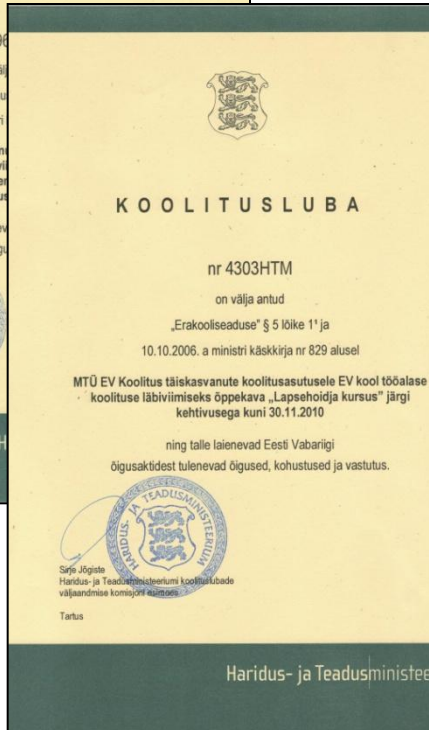 KOOLITUSLUBA
nr 4303HTM
on välja antud
„Erakooliseaduse" § 5 lõike 1¹ ja
10.10.2006. a ministri käskkirja nr 829 alusel
MTÜ EV Koolitus täiskasvanute koolitusasutusele EV kool tööalase
koolituse läbiviimiseks õppekava „Lapsehoidja kursus" järgi
kehtivusega kuni 30.11.2010
ning talle laienevad Eesti Vabariigi
õigusaktidest tulenevad õigused, kohustused ja vastutus.
HARIDUS- JA TEADUSMINISTEERIUM
Sirje Jõgiste
Haridus- ja Teadusministeeriumi koolituslubade
väljaandmise komisjoni esimees
Tartus
Haridus- ja Teadusministee